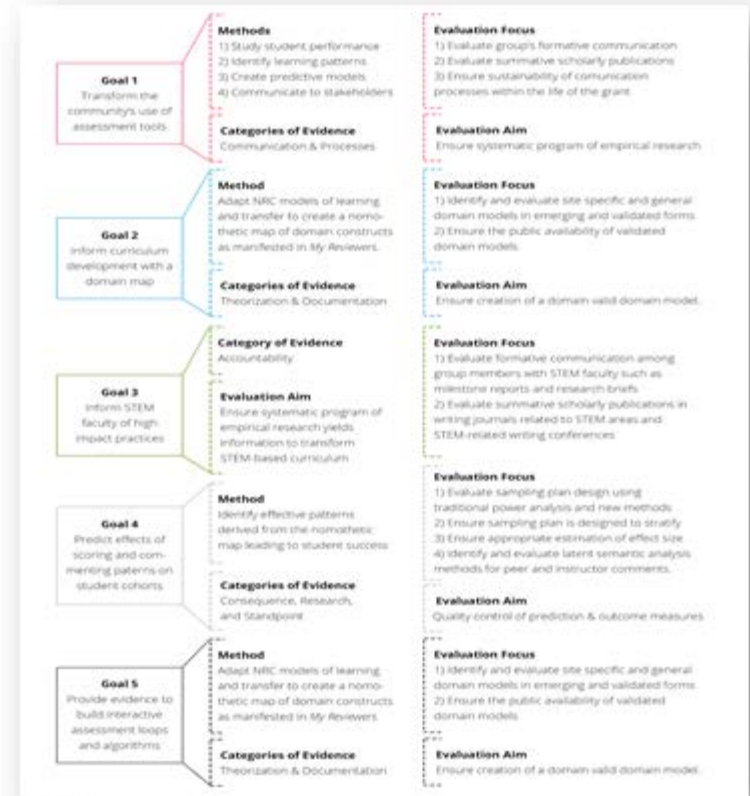 Goal 1
Transform the
community's use of
assessment tools
Methods
1) Study student performance
2) Identify learning patterns
3) Create predictive models
4) Communicate to stakeholders
Categories of Evidence
Communication & Processes
Evaluation Focus
1) Evaluate group's formative communication
2) Evaluate summative scholarly publications
3) Ensure sustainability of comunication
processes within the life of the grant
Evaluation Aim
Ensure systematic program of empirical research
Goal 2
Inform curriculum
development with a
domain map
Method
Adapt NRC models of learning
and transfer to create a nomo-
thetic map of domain constructs
as manifested in My Reviewers.
Categories of Evidence
Theorization & Documentation
Evaluation Focus
1) Identify and evaluate site specific and general
domain models in emerging and validated forms
2) Ensure the public availability of validated
domain models
Evaluation Aim
Ensure creation of a domain valid domain model.
Goal 3
Inform STEM
faculty of high
impact practices
Category of Evidence
Accountability
Evaluation Aim
Ensure systematic program of
empirical research yields
information to transform
STEM-based curriculum
Evaluation Focus
1) Evaluate formative communication among
group members with STEM faculty such as
milestone reports and research briefs
2) Evaluate summative scholarly publications in
writing journals related to STEM areas and
STEM-related writing conferences
Goal 4
Predict effects of
scoring and com-
menting paterns on
student cohorts
Method
Identify effective patterns
derived from the nomothetic
map leading to student success
Categories of Evidence
Consequence, Research,
and Standpoint
Evaluation Focus
1) Evaluate sampling plan design using
traditional power analysis and new methods
2) Ensure sampling plan is designed to stratify
3) Ensure appropriate estimation of effect size
4) Identify and evaluate latent semantic analysis
methods for peer and instructor comments.
Evaluation Aim
Quality control of prediction & outcome measures
Goal 5
Provide evidence to
build interactive
assessment loops
and algorithms
Method
Adapt NRC models of learning
and transfer to create a nomo-
thetic map of domain constructs
as manifested in My Reviewers.
Categories of Evidence
Theorization & Documentation
Evaluation Focus
1) Identify and evaluate site specific and general
domain models in emerging and validated forms
2) Ensure the public availability of validated
domain models
Evaluation Aim
Ensure creation of a domain valid domain model.